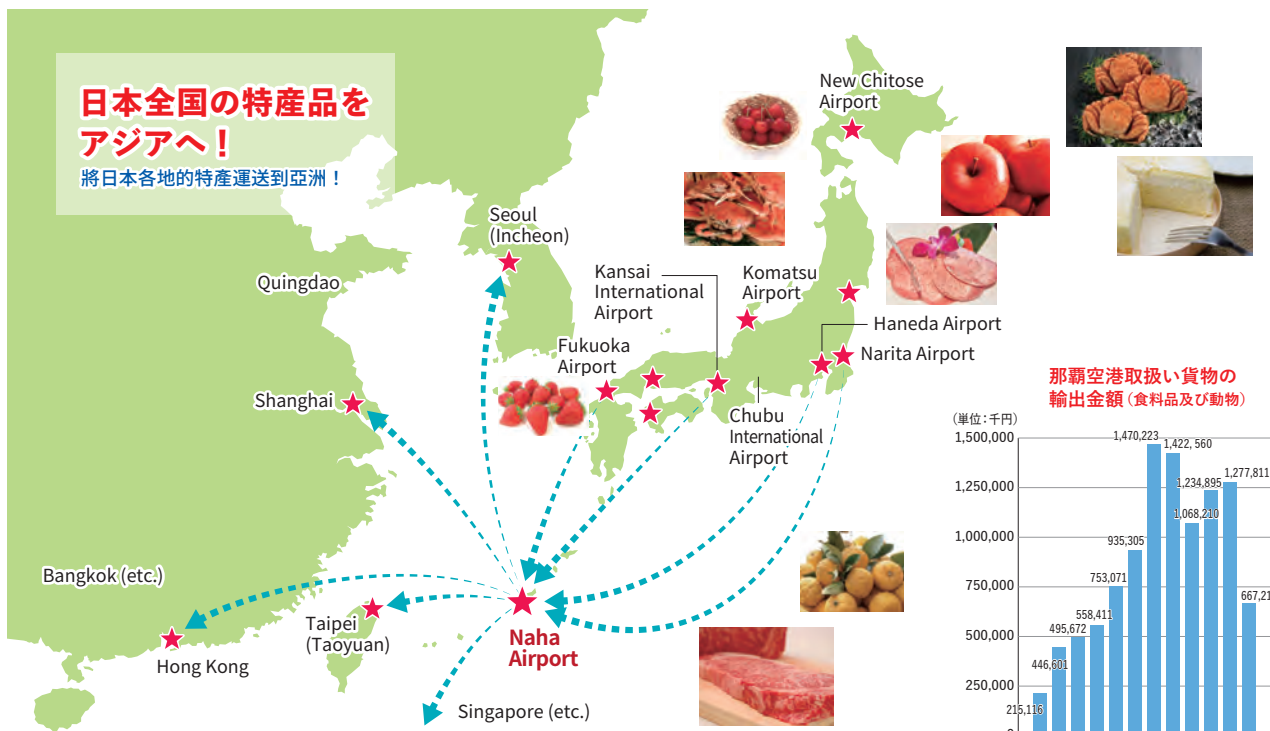 日本全国の特産品を
アジアへ！
將日本各地的特產運送到亞洲！
New Chitose
Airport
Seoul
(Incheon)
Quingdao
Kansai
International
Airport
Komatsu
Airport
Haneda Airport
Narita Airport
Fukuoka
Airport
Shanghai
Chubu
International
Airport
Bangkok (etc.)
Taipei
(Taoyuan)
Naha
Airport
Hong Kong
Singapore (etc.)
那覇空港取扱い貨物の
輸出金額（食料品及び動物）
（単位：千円）
1,500,000
1,250,000
1,000,000
750,000
500,000
250,000
215,116
446,601
495,672
558,411
753,071
935,305
1,470,223
1,422,560
1,068,210
1,234,895
1,277,811
667,21